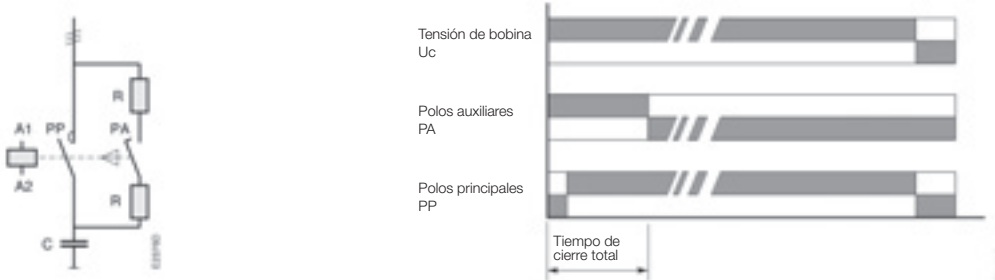 R
A1 PP PA
A2
R
C
Tensión de bobina
Uc
Polos auxiliares
PA
Polos principales
PP
Tiempo de
cierre total